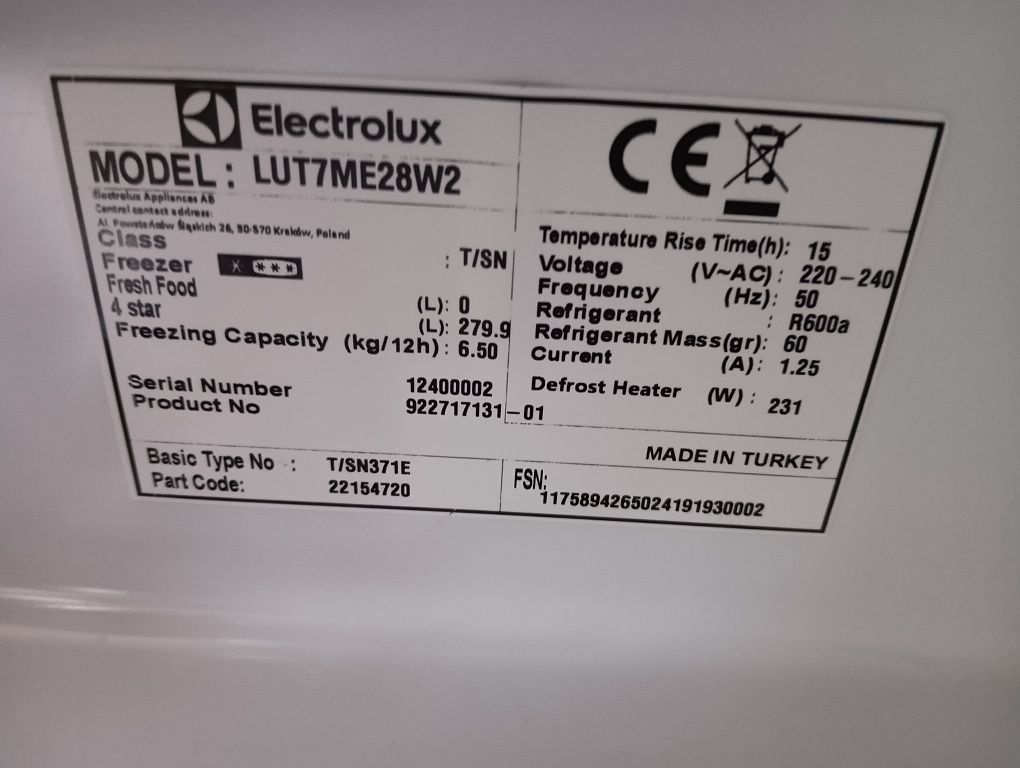 Electrolux
MODEL: LUT7ME28W2
Electrolux Appliances AB
Central contact address:
Al. Powstańców Śląskich 26, 30-570 Kraków, Poland
Class : T/SN
Freezer
Fresh Food (L): 0
4 star (L): 279.9
Freezing Capacity (kg/12h): 6.50
Serial Number 12400002
Product No 922717131-01
CE
Temperature Rise Time(h): 15
Voltage (V~AC): 220-240
Frequency (Hz): 50
Refrigerant : R600a
Refrigerant Mass(gr): 60
Current (A): 1.25
Defrost Heater (W): 231
MADE IN TURKEY
Basic Type No : T/SN371E
Part Code: 22154720
FSN:
1175894265024191930002